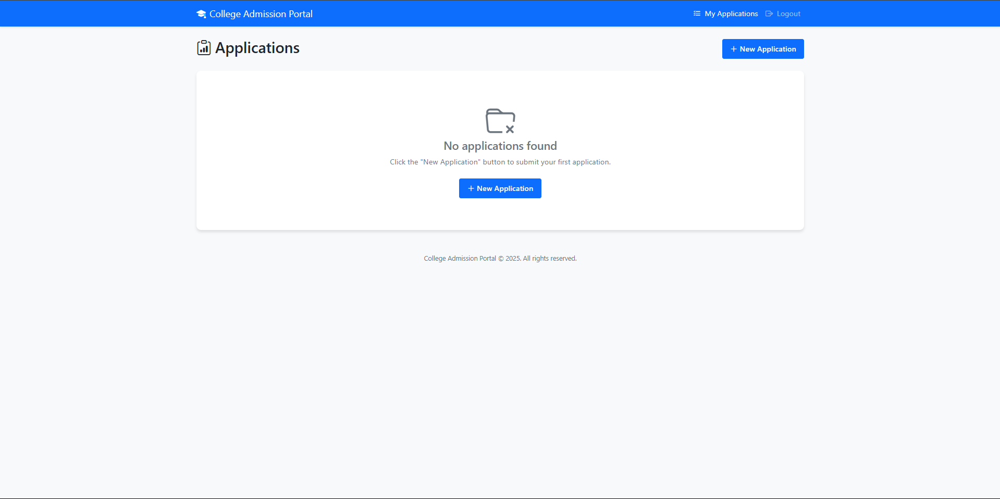 College Admission Portal
My Applications
Logout
Applications
+ New Application
No applications found
Click the "New Application" button to submit your first application.
+ New Application
College Admission Portal © 2025. All rights reserved.